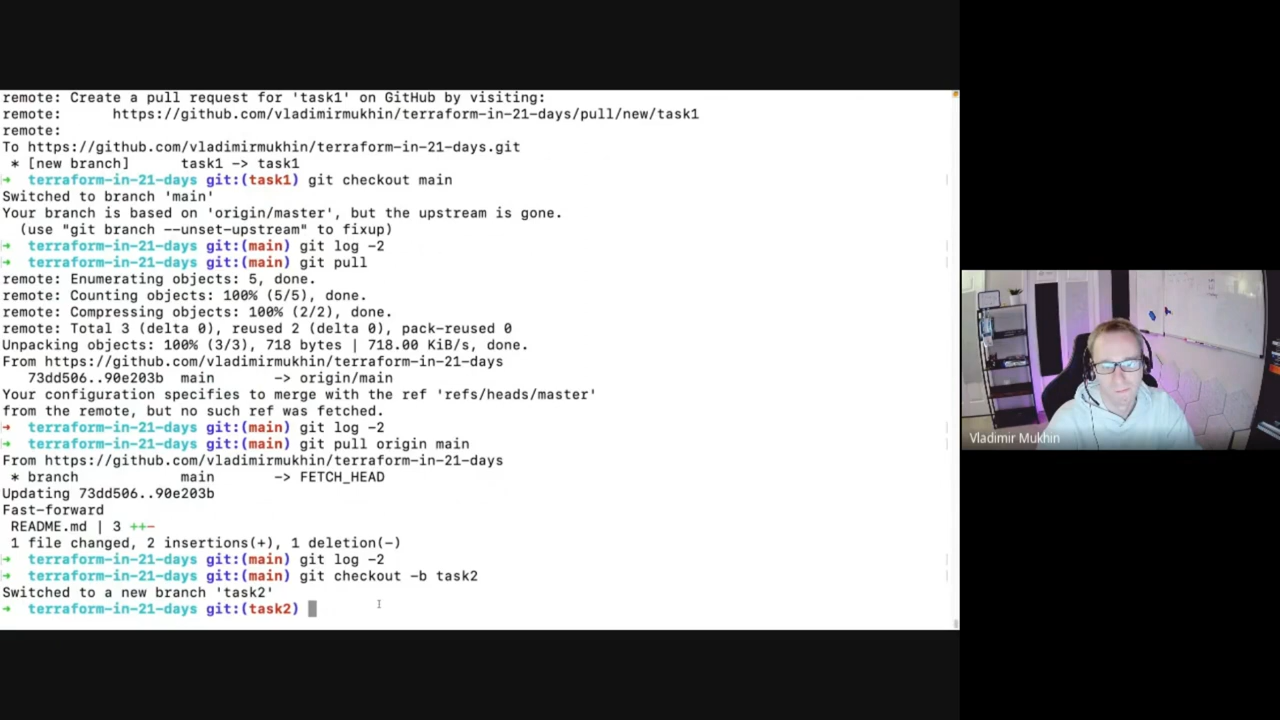 remote: Create a pull request for 'task1' on GitHub by visiting:
remote:      https://github.com/vladimirmukhin/terraform-in-21-days/pull/new/task1
remote:
To https://github.com/vladimirmukhin/terraform-in-21-days.git
 * [new branch]      task1 -> task1
→  terraform-in-21-days git:(task1) git checkout main
Switched to branch 'main'
Your branch is based on 'origin/master', but the upstream is gone.
  (use "git branch --unset-upstream" to fixup)
→  terraform-in-21-days git:(main) git log -2
→  terraform-in-21-days git:(main) git pull
remote: Enumerating objects: 5, done.
remote: Counting objects: 100% (5/5), done.
remote: Compressing objects: 100% (2/2), done.
remote: Total 3 (delta 0), reused 2 (delta 0), pack-reused 0
Unpacking objects: 100% (3/3), 718 bytes | 718.00 KiB/s, done.
From https://github.com/vladimirmukhin/terraform-in-21-days
   73dd506..90e203b  main       -> origin/main
Your configuration specifies to merge with the ref 'refs/heads/master'
from the remote, but no such ref was fetched.
→  terraform-in-21-days git:(main) git log -2
→  terraform-in-21-days git:(main) git pull origin main
From https://github.com/vladimirmukhin/terraform-in-21-days
 * branch            main       -> FETCH_HEAD
Updating 73dd506..90e203b
Fast-forward
 README.md | 3 ++-
 1 file changed, 2 insertions(+), 1 deletion(-)
→  terraform-in-21-days git:(main) git log -2
→  terraform-in-21-days git:(main) git checkout -b task2
Switched to a new branch 'task2'
→  terraform-in-21-days git:(task2)
Vladimir Mukhin